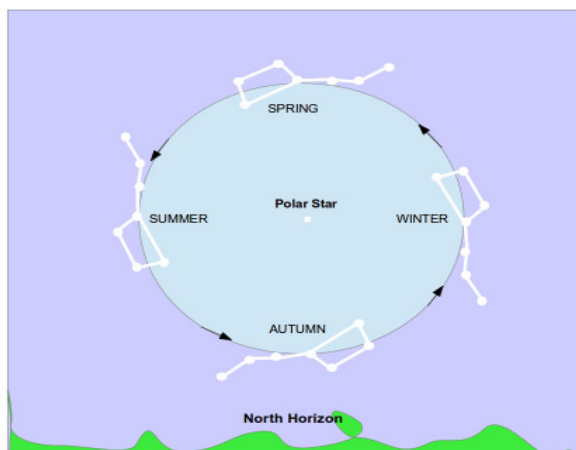 SPRING
Polar Star
SUMMER
WINTER
AUTUMN
North Horizon